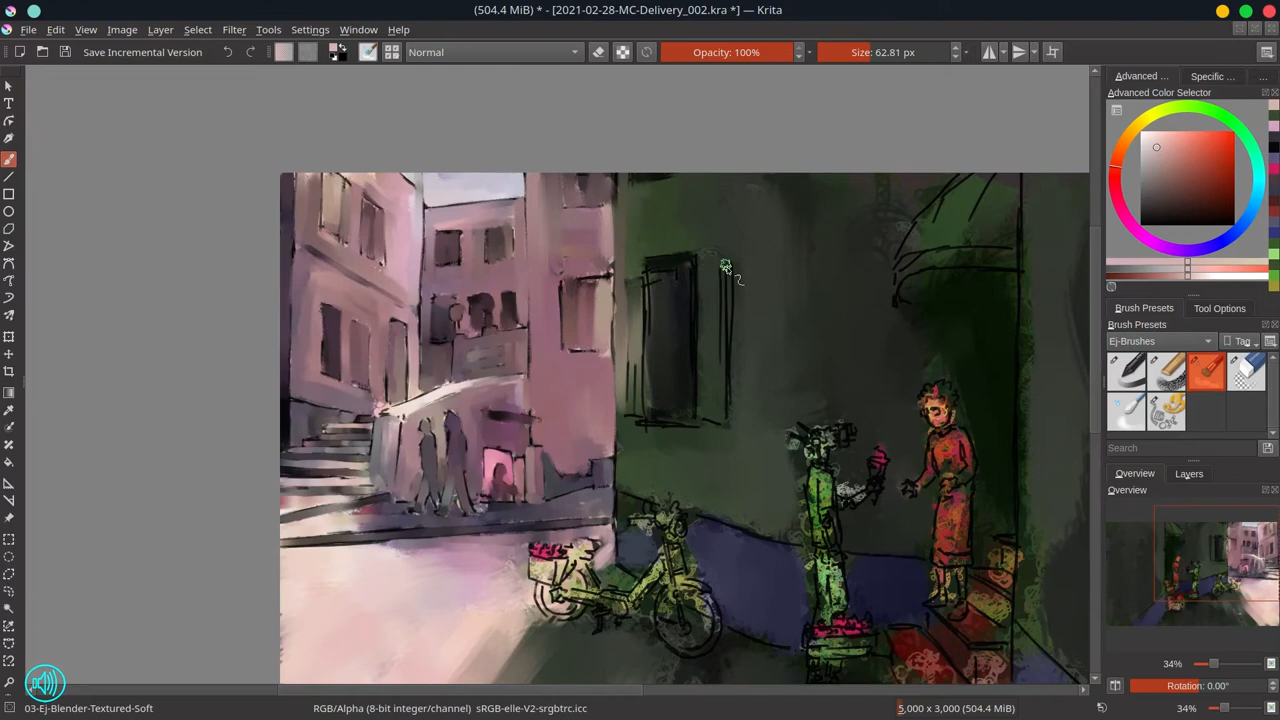 (504.4 MiB) * - [2021-02-28-MC-Delivery_002.kra *] — Krita
File Edit View Image Layer Select Filter Tools Settings Window Help
Save Incremental Version Normal Opacity: 100% Size: 62.81 px
Advanced ... Specific ... ...
Advanced Color Selector
Brush Presets Tool Options
Brush Presets
Ej-Brushes Tag
Search
Overview Layers
Overview
34%
Rotation: 0.00°
03-Ej-Blender-Textured-Soft RGB/Alpha (8-bit integer/channel) sRGB-elle-V2-srgbtrc.icc 5,000 x 3,000 (504.4 MiB) 34%